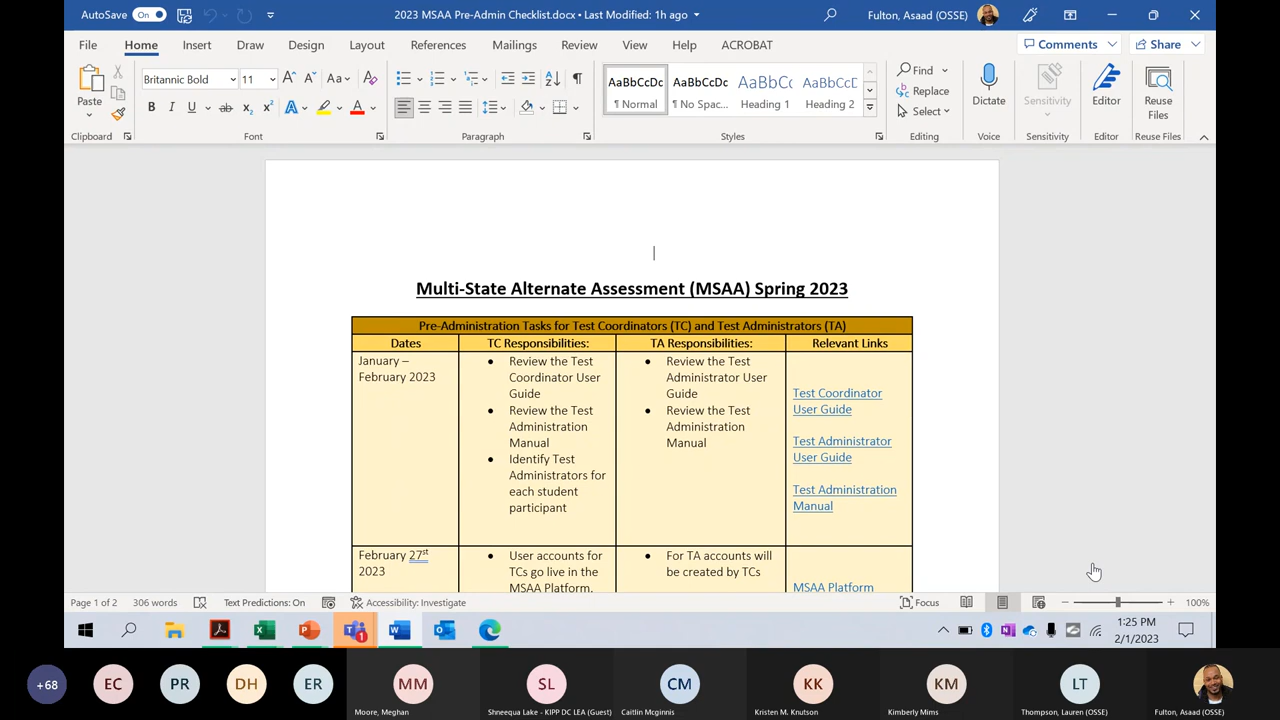 AutoSave On 2023 MSAA Pre-Admin Checklist.docx • Last Modified: 1h ago Fulton, Asaad (OSSE)
File Home Insert Draw Design Layout References Mailings Review View Help ACROBAT Comments Share
Paste
Britannic Bold 11
Aa
B I U ab x2 x2 A A
AaBbCcDc AaBbCcDc AaBbCc AaBbCcD
¶ Normal ¶ No Spac... Heading 1 Heading 2
Find
Replace
Select
Dictate
Sensitivity
Editor
Reuse
Files
Clipboard Font Paragraph Styles Editing Voice Sensitivity Editor Reuse Files
Multi-State Alternate Assessment (MSAA) Spring 2023
Pre-Administration Tasks for Test Coordinators (TC) and Test Administrators (TA)
Dates TC Responsibilities: TA Responsibilities: Relevant Links
January –
February 2023
• Review the Test
Coordinator User
Guide
• Review the Test
Administration
Manual
• Identify Test
Administrators for
each student
participant
• Review the Test
Administrator User
Guide
• Review the Test
Administration
Manual
Test Coordinator
User Guide
Test Administrator
User Guide
Test Administration
Manual
February 27st
2023
• User accounts for
TCs go live in the
MSAA Platform.
• For TA accounts will
be created by TCs
MSAA Platform
Page 1 of 2 306 words Text Predictions: On Accessibility: Investigate Focus 100%
1:25 PM
2/1/2023
+68 EC PR DH ER MM SL CM KK KM LT
Moore, Meghan Shneequa Lake - KIPP DC LEA (Guest) Caitlin Mcginnis Kristen M. Knutson Kimberly Mims Thompson, Lauren (OSSE) Fulton, Asaad (OSSE)